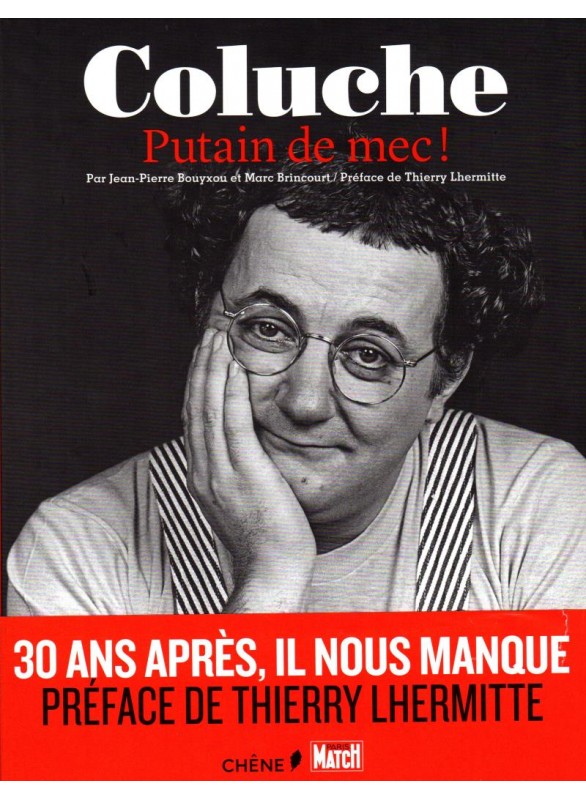 Coluche
Putain de mec !
Par Jean-Pierre Bouyxou et Marc Brincourt / Préface de Thierry Lhermitte
30 ANS APRÈS, IL NOUS MANQUE
PRÉFACE DE THIERRY LHERMITTE
CHÊNE
PARIS
MATCH